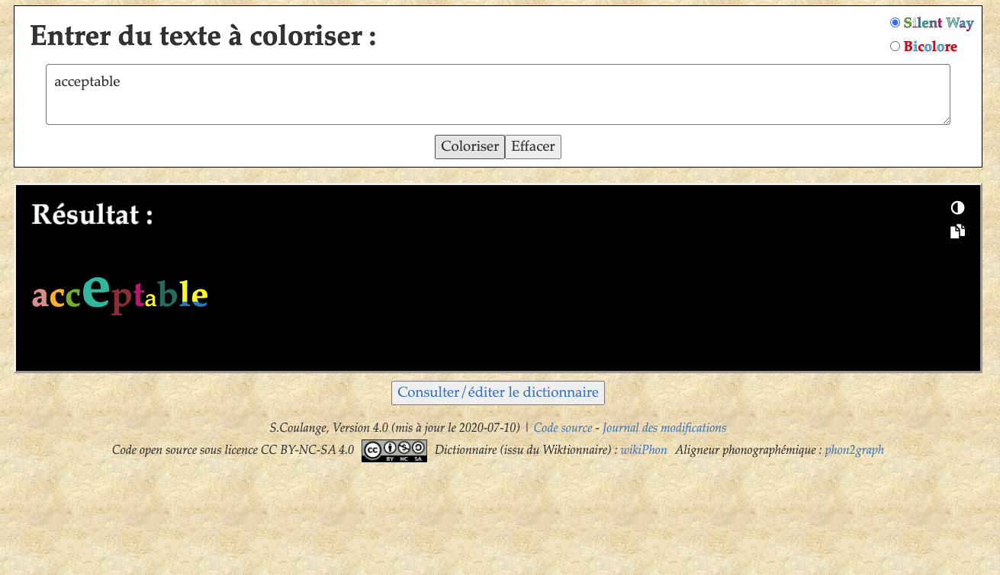 Entrer du texte à coloriser :
Silent Way
Bicolore
acceptable
Coloriser Effacer
Résultat :
acceptable
Consulter/éditer le dictionnaire
S.Coulange, Version 4.0 (mis à jour le 2020-07-10) | Code source - Journal des modifications
Code open source sous licence CC BY-NC-SA 4.0 cc BY NC SA Dictionnaire (issu du Wiktionnaire) : wikiPhon Aligneur phonographémique : phon2graph